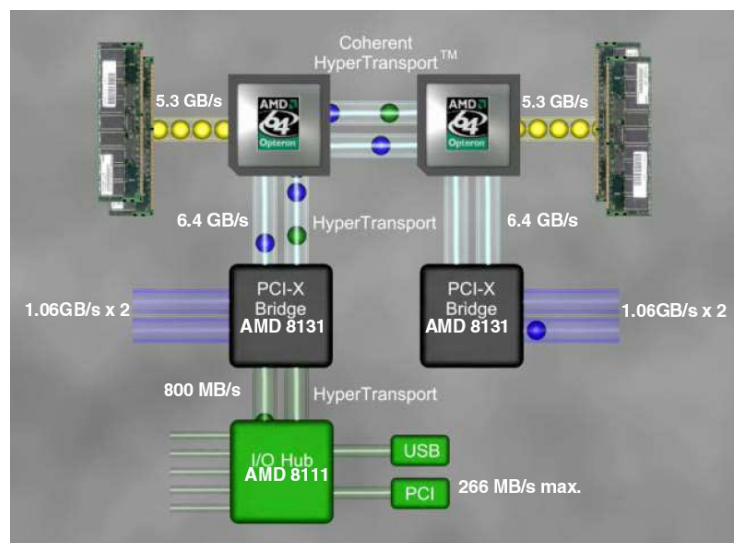 Coherent
HyperTransport™
5.3 GB/s
AMD
64
Opteron
AMD
64
Opteron
5.3 GB/s
6.4 GB/s
HyperTransport
6.4 GB/s
1.06GB/s x 2
PCI-X
Bridge
AMD 8131
PCI-X
Bridge
AMD 8131
1.06GB/s x 2
800 MB/s
HyperTransport
I/O Hub
AMD 8111
USB
PCI
266 MB/s max.